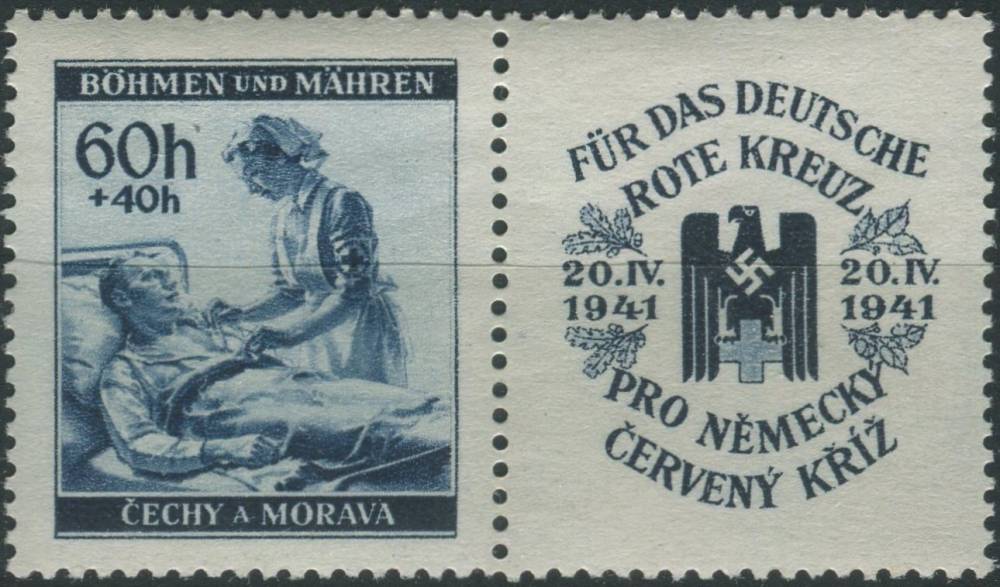 BÖHMEN UND MÄHREN
60h
+40h
ČECHY A MORAVA
FÜR DAS DEUTSCHE
ROTE KREUZ
20.IV. 20.IV.
1941 1941
PRO NĚMECKÝ
ČERVENÝ KŘÍŽ